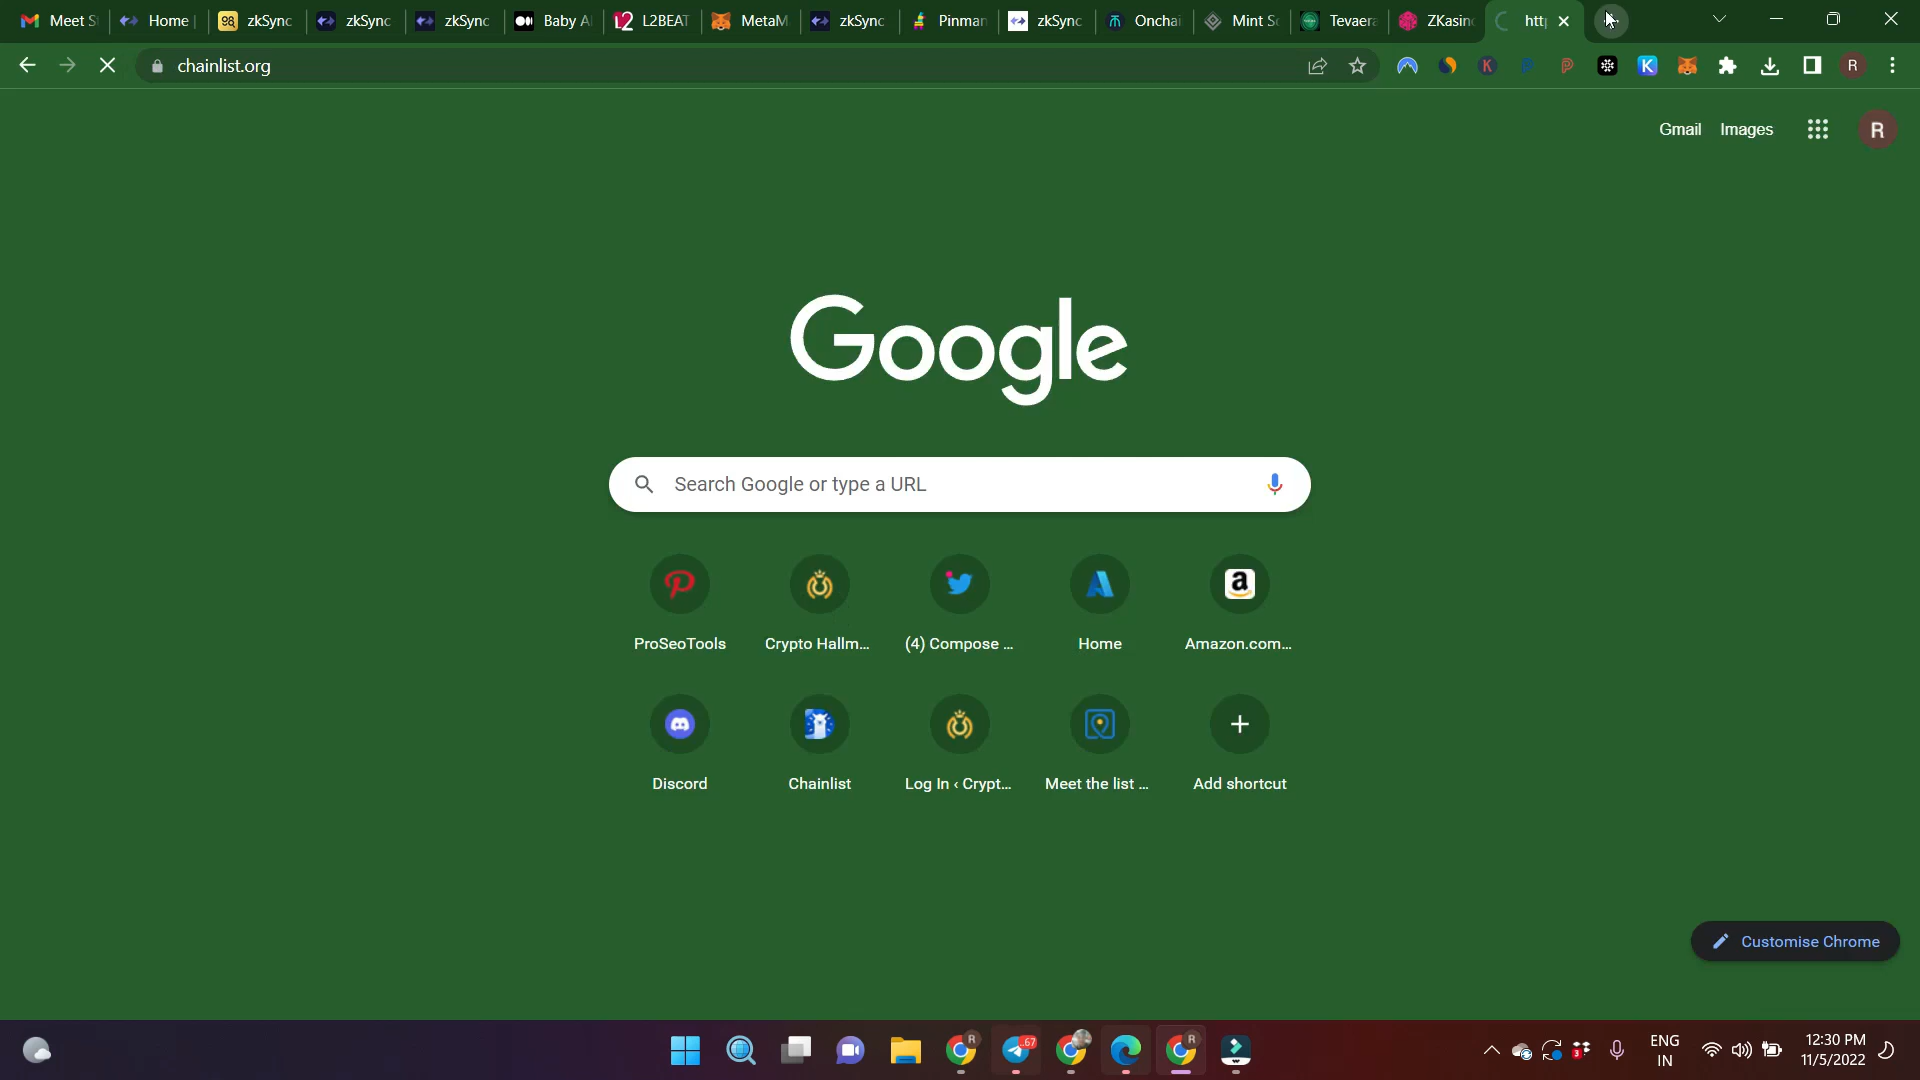 Meet S
Home
zkSync
zkSync
zkSync
Baby A
L2BEAT
MetaM
zkSync
Pinman
zkSync
Onchai
Mint S
Tevaera
ZKasin
htt
chainlist.org
Gmail
Images
R
Google
Search Google or type a URL
ProSeoTools
Crypto Hallm...
(4) Compose ...
Home
Amazon.com...
Discord
Chainlist
Log In ‹ Crypt...
Meet the list ...
Add shortcut
Customise Chrome
ENG
IN
12:30 PM
11/5/2022